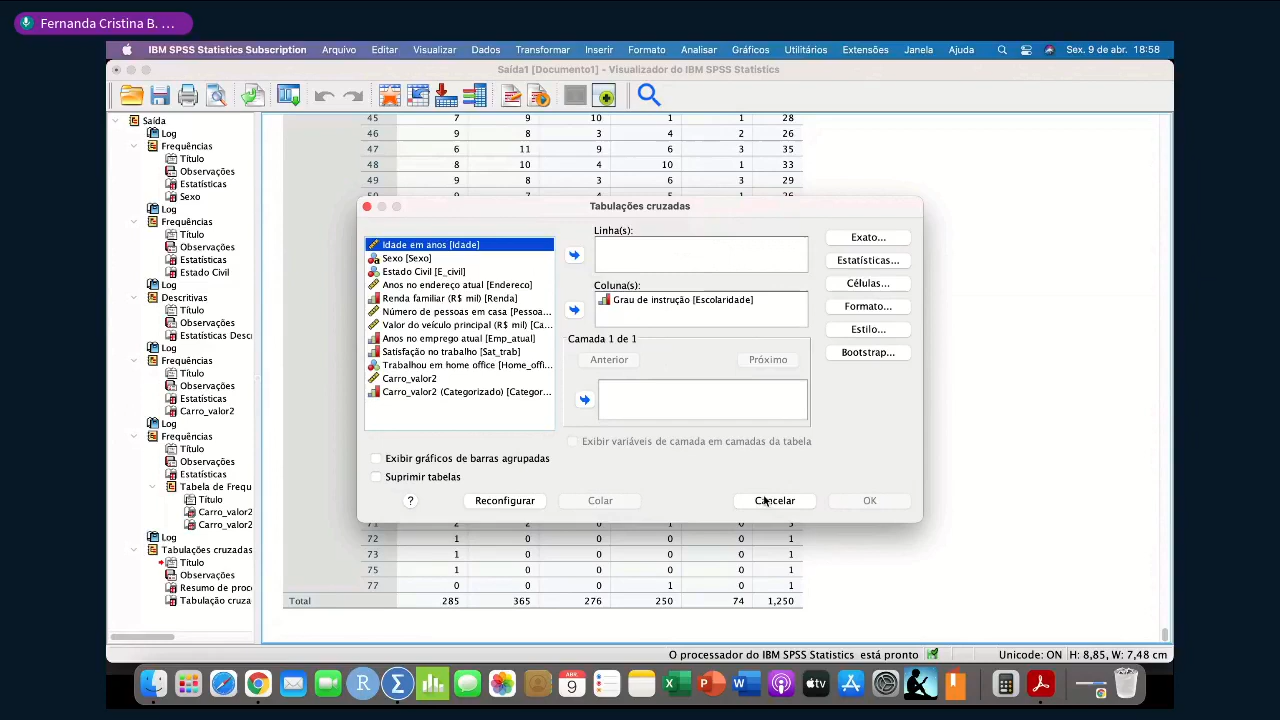 Fernanda Cristina B. ...
IBM SPSS Statistics Subscription Arquivo Editar Visualizar Dados Transformar Inserir Formato Analisar Gráficos Utilitários Extensões Janela Ajuda Sex. 9 de abr. 18:58
Saída1 [Documento1] - Visualizador do IBM SPSS Statistics
Saída
Log
Frequências
Título
Observações
Estatísticas
Sexo
Log
Frequências
Título
Observações
Estatísticas
Estado Civil
Log
Descritivas
Título
Observações
Estatísticas Descr
Log
Frequências
Título
Observações
Estatísticas
Carro_valor2
Log
Frequências
Título
Observações
Estatísticas
Tabela de Frequ
Título
Carro_valor2
Carro_valor2
Log
Tabulações cruzadas
Título
Observações
Resumo de proc
Tabulação cruza
45 7 9 10 1 1 28
46 9 8 3 4 2 26
47 6 11 9 6 3 35
48 8 10 4 10 1 33
49 9 8 3 6 3 29
Tabulações cruzadas
Idade em anos [Idade]
Sexo [Sexo]
Estado Civil [E_civil]
Anos no endereço atual [Endereco]
Renda familiar (R$ mil) [Renda]
Número de pessoas em casa [Pessoa...
Valor do veículo principal (R$ mil) [Ca...
Anos no emprego atual [Emp_atual]
Satisfação no trabalho [Sat_trab]
Trabalhou em home office [Home_offi...
Carro_valor2
Carro_valor2 (Categorizado) [Categor...
Linha(s):
Coluna(s):
Grau de instrução [Escolaridade]
Camada 1 de 1
Anterior Próximo
Exibir variáveis de camada em camadas da tabela
Exato...
Estatísticas...
Células...
Formato...
Estilo...
Bootstrap...
Exibir gráficos de barras agrupadas
Suprimir tabelas
? Reconfigurar Colar Cancelar OK
72 1 0 0 0 0 1
73 1 0 0 0 0 1
75 1 0 0 0 0 1
77 0 0 0 1 0 1
Total 285 365 276 250 74 1,250
O processador do IBM SPSS Statistics está pronto Unicode: ON H: 8,85, W: 7,48 cm
ABR
9
tv